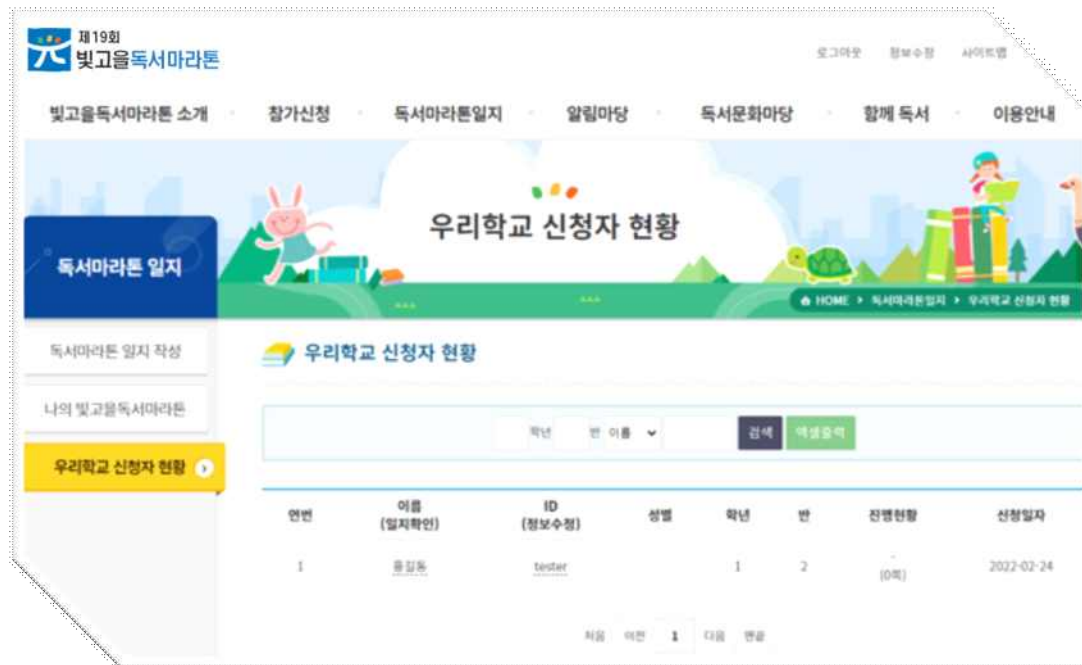 제19회
빛고을독서마라톤
로그아웃 정보수정 사이트맵
빛고을독서마라톤 소개 참가신청 독서마라톤일지 알림마당 독서문화마당 함께 독서 이용안내
우리학교 신청자 현황
독서마라톤 일지
HOME 독서마라톤일지 우리학교 신청자 현황
독서마라톤 일지 작성
나의 빛고을독서마라톤
우리학교 신청자 현황
우리학교 신청자 현황
학년 반 이름 검색 엑셀출력
연번 이름 (일지확인) ID (정보수정) 성별 학년 반 진행현황 신청일자
1 홍길동 tester 1 2 - (0쪽) 2022-02-24
처음 이전 1 다음 맨끝